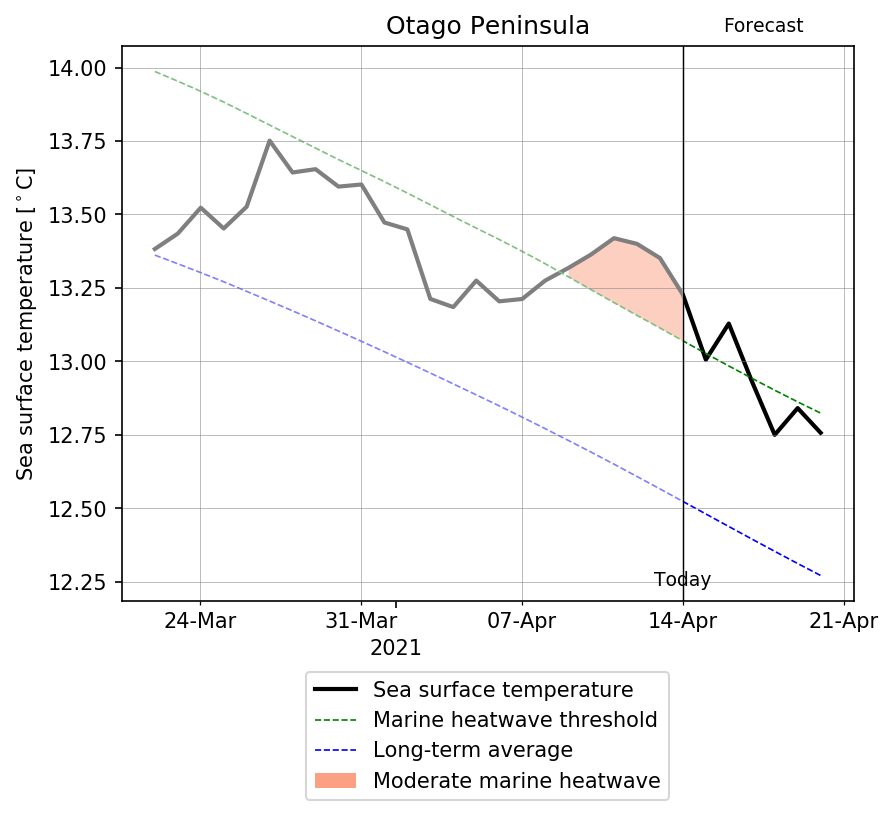 Otago Peninsula
Forecast
Sea surface temperature [°C]
14.00
13.75
13.50
13.25
13.00
12.75
12.50
12.25
Today
24-Mar
31-Mar
07-Apr
14-Apr
21-Apr
2021
Sea surface temperature
Marine heatwave threshold
Long-term average
Moderate marine heatwave